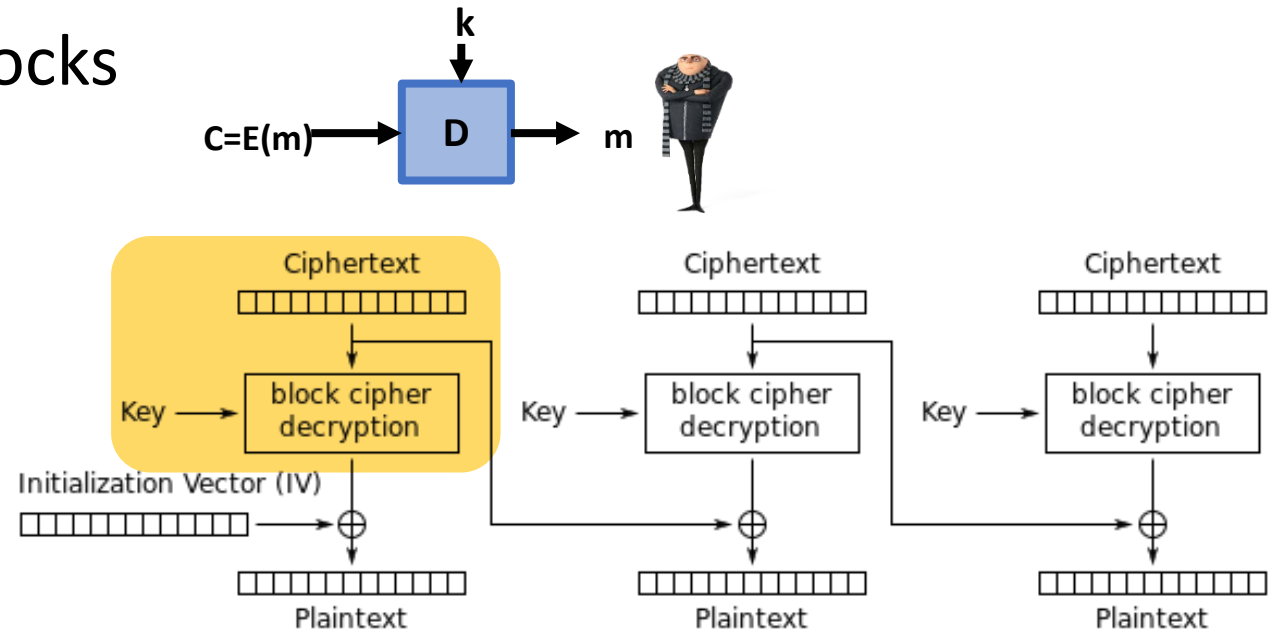 ocks
k
C=E(m)
D
m
Ciphertext
Ciphertext
Ciphertext
Key
block cipher
decryption
Key
block cipher
decryption
Key
block cipher
decryption
Initialization Vector (IV)
Plaintext
Plaintext
Plaintext